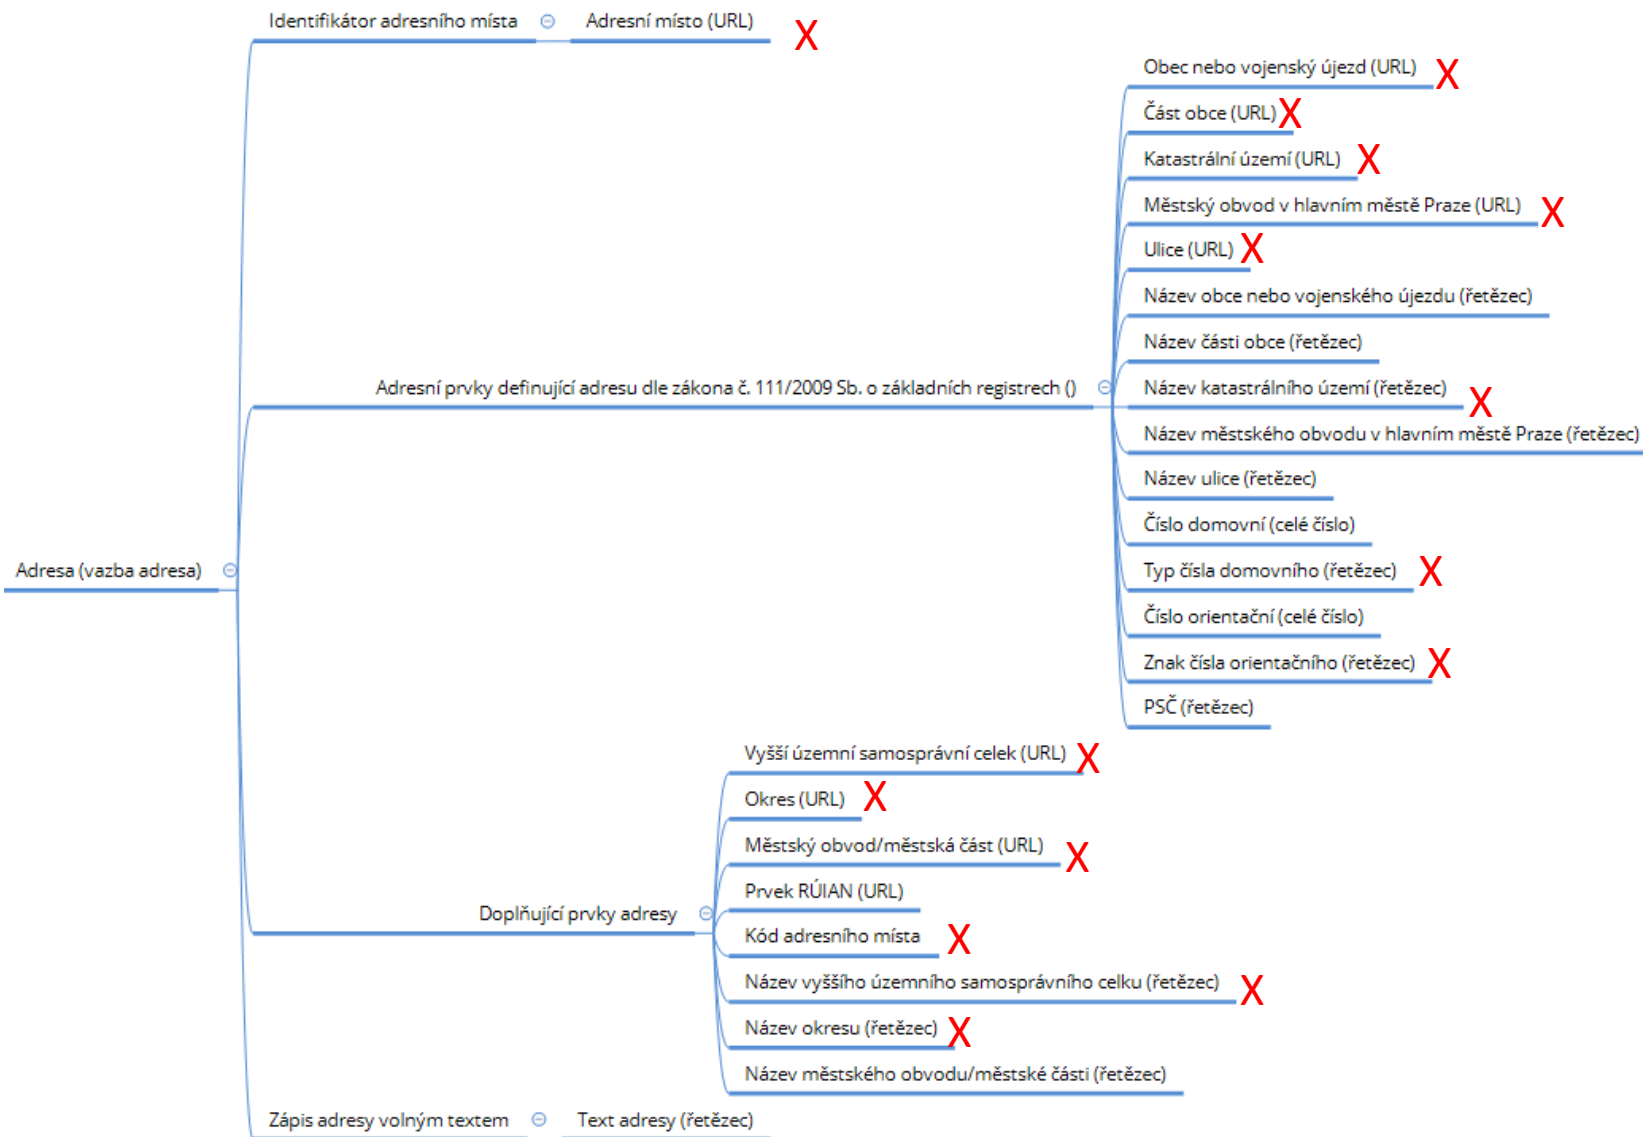 Identifikátor adresního místa
Adresní místo (URL) X
Obec nebo vojenský újezd (URL) X
Část obce (URL) X
Katastrální území (URL) X
Městský obvod v hlavním městě Praze (URL) X
Ulice (URL) X
Název obce nebo vojenského újezdu (řetězec)
Název části obce (řetězec)
Adresní prvky definující adresu dle zákona č. 111/2009 Sb. o základních registrech ()
Název katastrálního území (řetězec) X
Název městského obvodu v hlavním městě Praze (řetězec)
Název ulice (řetězec)
Číslo domovní (celé číslo)
Adresa (vazba adresa)
Typ čísla domovního (řetězec) X
Číslo orientační (celé číslo)
Znak čísla orientačního (řetězec) X
PSČ (řetězec)
Vyšší územní samosprávní celek (URL) X
Okres (URL) X
Městský obvod/městská část (URL) X
Prvek RÚIAN (URL)
Doplňující prvky adresy
Kód adresního místa X
Název vyššího územního samosprávního celku (řetězec) X
Název okresu (řetězec) X
Název městského obvodu/městské části (řetězec)
Zápis adresy volným textem
Text adresy (řetězec)